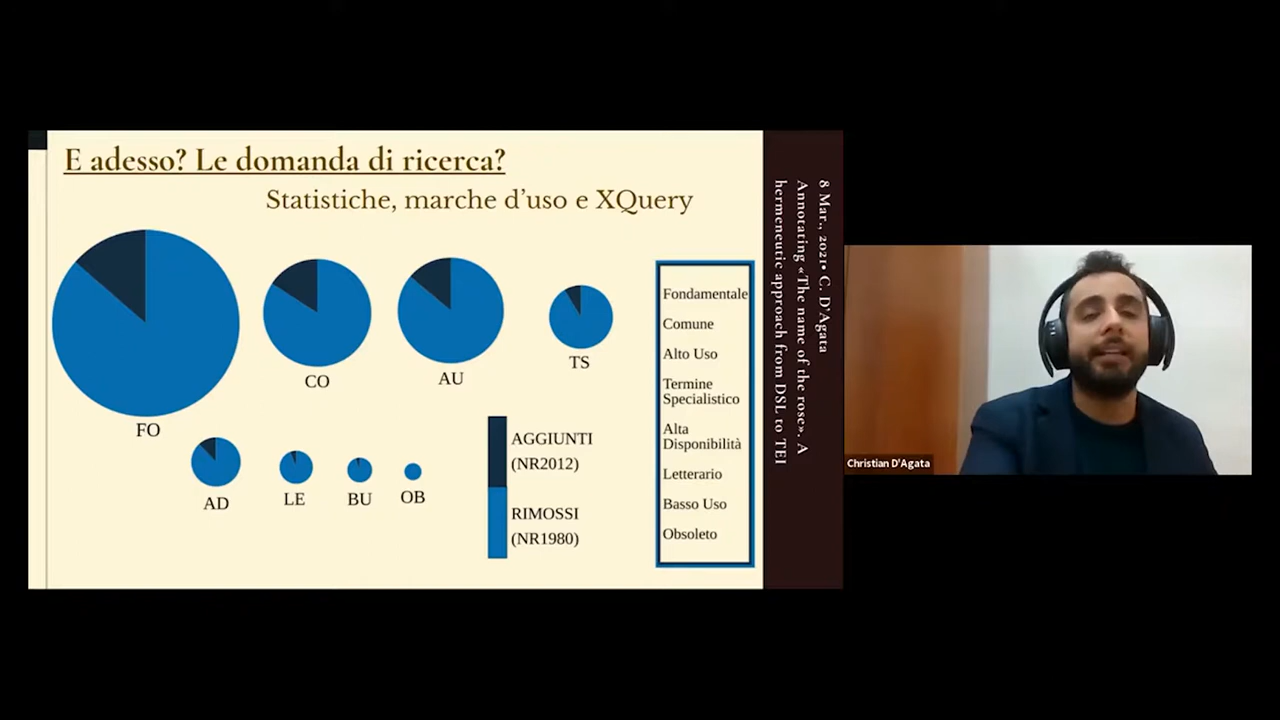 E adesso? Le domanda di ricerca?
Statistiche, marche d'uso e XQuery
FO
CO
AU
TS
AD
LE
BU
OB
AGGIUNTI
(NR2012)
RIMOSSI
(NR1980)
Fondamentale
Comune
Alto Uso
Termine
Specialistico
Alta
Disponibilità
Letterario
Basso Uso
Obsoleto
8 Mar., 2021• C. D'Agata
Annotating «The name of the rose». A
hermeneutic approach from DSL to TEI
Christian D'Agata